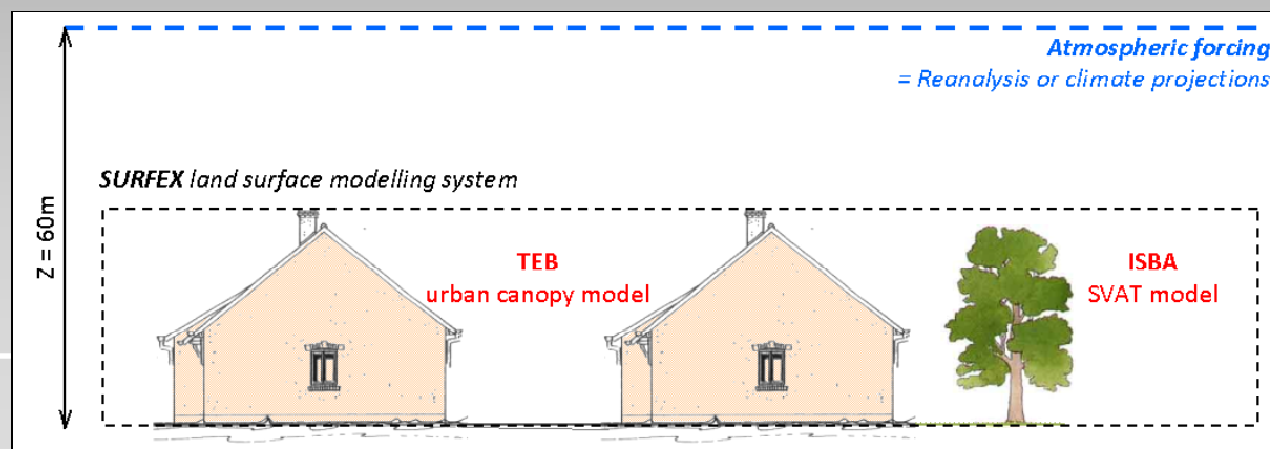 Atmospheric forcing
= Reanalysis or climate projections
SURFEX land surface modelling system
Z = 60m
TEB
urban canopy model
ISBA
SVAT model